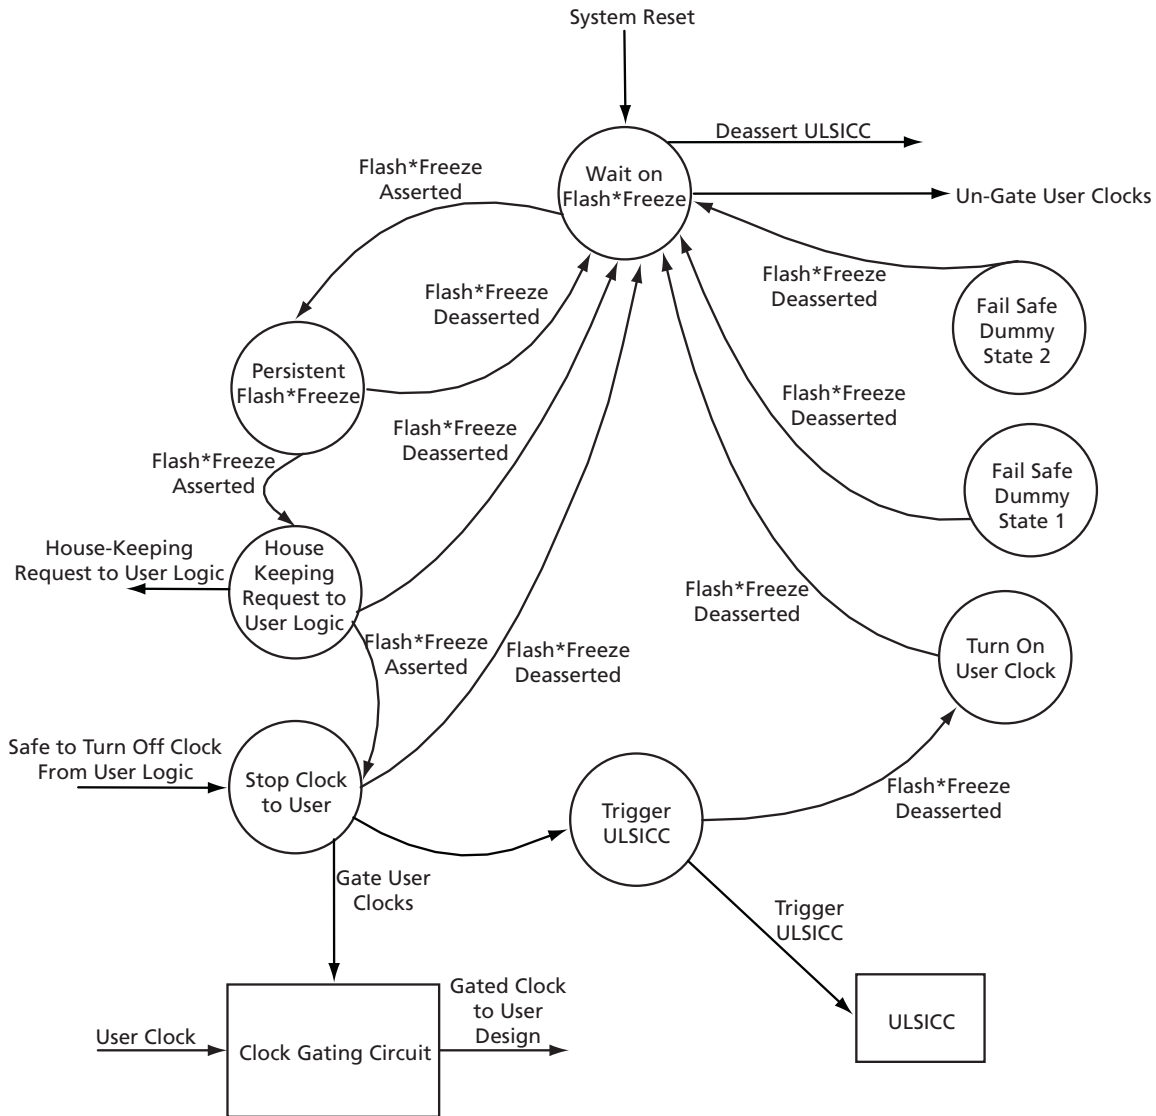 System Reset
Deassert ULSICC
Wait on
Flash*Freeze
Un-Gate User Clocks
Flash*Freeze
Asserted
Flash*Freeze
Deasserted
Flash*Freeze
Deasserted
Fail Safe
Dummy
State 2
Persistent
Flash*Freeze
Flash*Freeze
Deasserted
Flash*Freeze
Deasserted
Flash*Freeze
Asserted
Fail Safe
Dummy
State 1
House-Keeping
Request to User Logic
House
Keeping
Request to
User Logic
Flash*Freeze
Deasserted
Flash*Freeze
Asserted
Flash*Freeze
Deasserted
Turn On
User Clock
Safe to Turn Off Clock
From User Logic
Stop Clock
to User
Trigger
ULSICC
Flash*Freeze
Deasserted
Gate User
Clocks
Trigger
ULSICC
Gated Clock
to User
Design
User Clock
Clock Gating Circuit
ULSICC